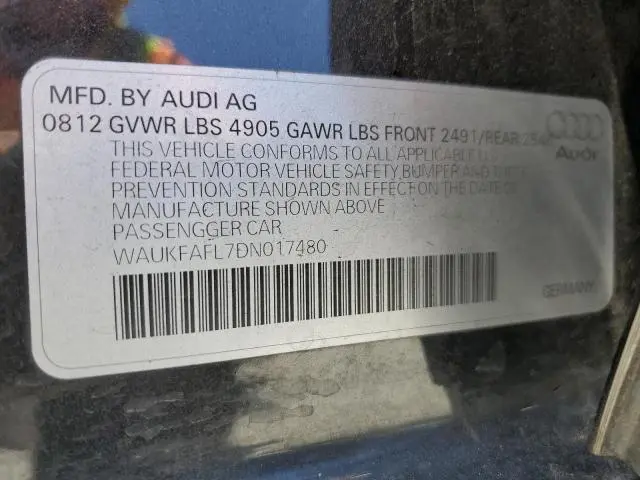 MFD. BY AUDI AG
0812 GVWR LBS 4905 GAWR LBS FRONT 2491/REAR
THIS VEHICLE CONFORMS TO ALL APPLICABLE
FEDERAL MOTOR VEHICLE SAFETY, BUMPER AND
PREVENTION STANDARDS IN EFFECT ON THE DATE OF
MANUFACTURE SHOWN ABOVE
PASSENGGER CAR
WAUKFAFL7DN017480
Audi
GERMANY